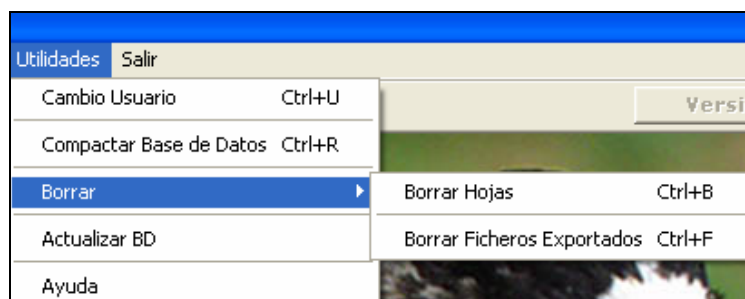 Utilidades Salir
Cambio Usuario Ctrl+U
Versi
Compactar Base de Datos Ctrl+R
Borrar
Borrar Hojas Ctrl+B
Actualizar BD
Borrar Ficheros Exportados Ctrl+F
Ayuda